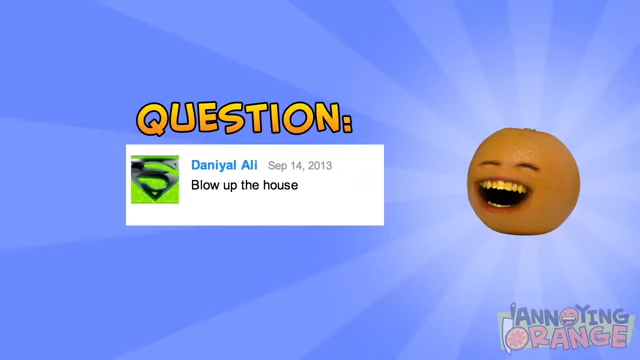 QUESTION:
Daniyal Ali Sep 14, 2013
Blow up the house
ANNOYING
ORANGE